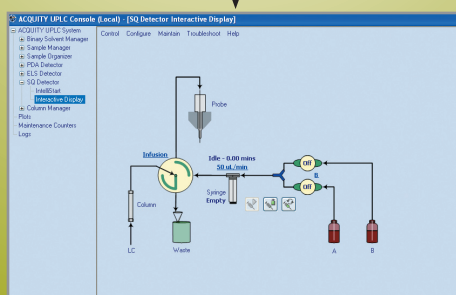 ACQUITY UPLC Console (Local) - [SQ Detector Interactive Display]
ACQUITY UPLC System
Binary Solvent Manager
Sample Manager
Sample Organizer
PDA Detector
ELS Detector
SQ Detector
IntelliStart
Interactive Display
Column Manager
Plots
Maintenance Counters
Logs
Control Configure Maintain Troubleshoot Help
Probe
Infusion
Idle - 0.00 mins
50 uL/min
Syringe
Empty
Off
B
Off
Column
LC
Waste
A
B